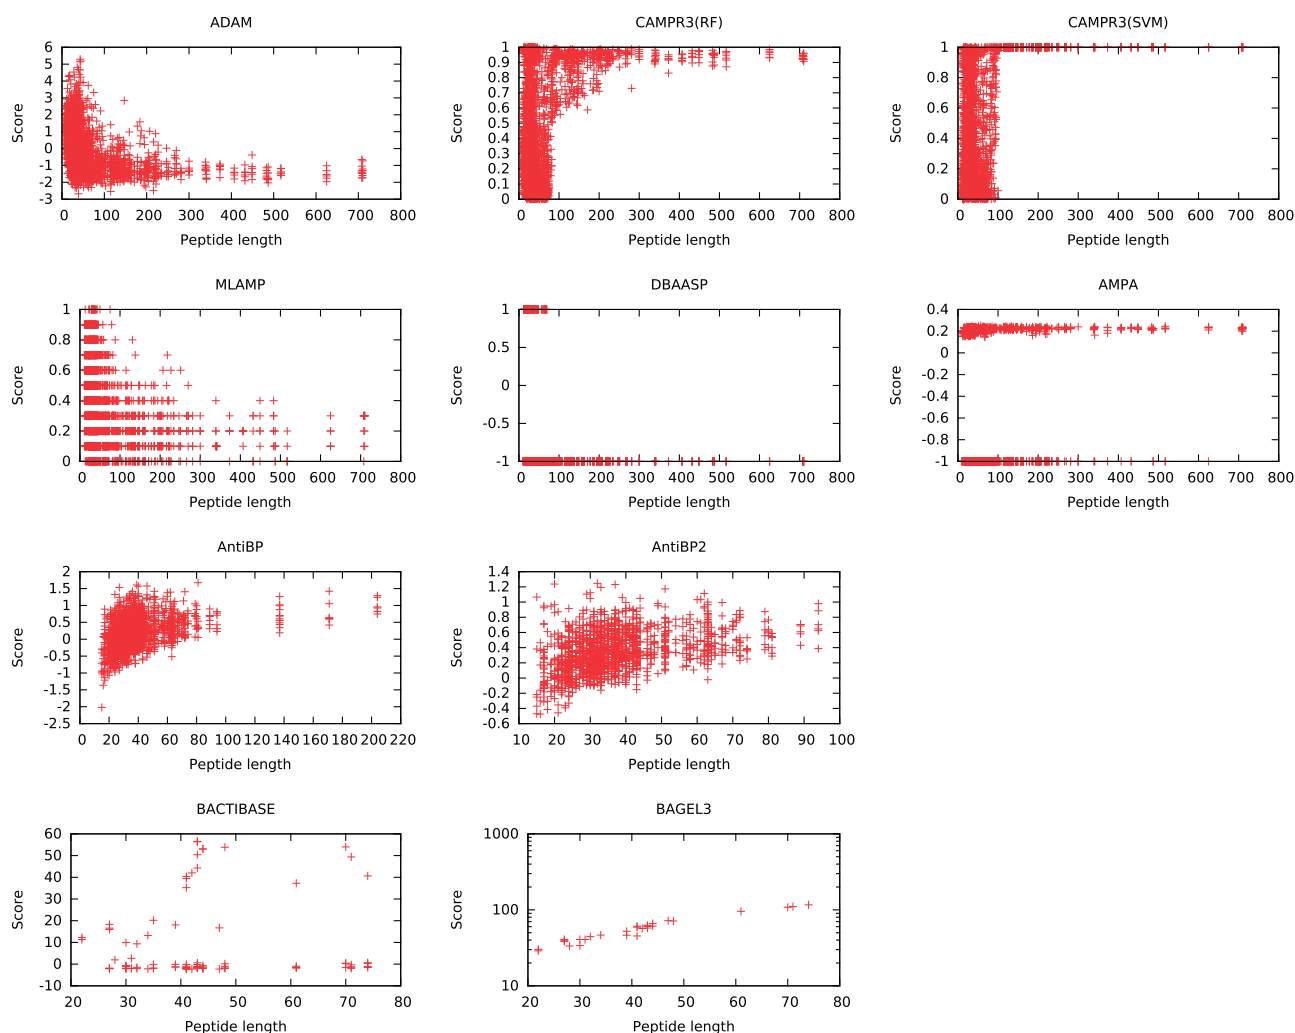 ADAM
6
5
4
3
2
1
0
-1
-2
-3
Score
0 100 200 300 400 500 600 700 800
Peptide length
CAMPR3(RF)
1
0.9
0.8
0.7
0.6
0.5
0.4
0.3
0.2
0.1
0
Score
0 100 200 300 400 500 600 700 800
Peptide length
CAMPR3(SVM)
1
0.8
0.6
0.4
0.2
0
Score
0 100 200 300 400 500 600 700 800
Peptide length
MLAMP
1
0.8
0.6
0.4
0.2
0
Score
0 100 200 300 400 500 600 700 800
Peptide length
DBAASP
1
0.5
0
-0.5
-1
Score
0 100 200 300 400 500 600 700 800
Peptide length
AMPA
0.4
0.2
0
-0.2
-0.4
-0.6
-0.8
-1
Score
0 100 200 300 400 500 600 700 800
Peptide length
AntiBP
2
1.5
1
0.5
0
-0.5
-1
-1.5
-2
-2.5
Score
0 20 40 60 80 100 120 140 160 180 200 220
Peptide length
AntiBP2
1.4
1.2
1
0.8
0.6
0.4
0.2
0
-0.2
-0.4
-0.6
Score
10 20 30 40 50 60 70 80 90 100
Peptide length
BACTIBASE
60
50
40
30
20
10
0
-10
Score
20 30 40 50 60 70 80
Peptide length
BAGEL3
1000
100
10
Score
20 30 40 50 60 70 80
Peptide length